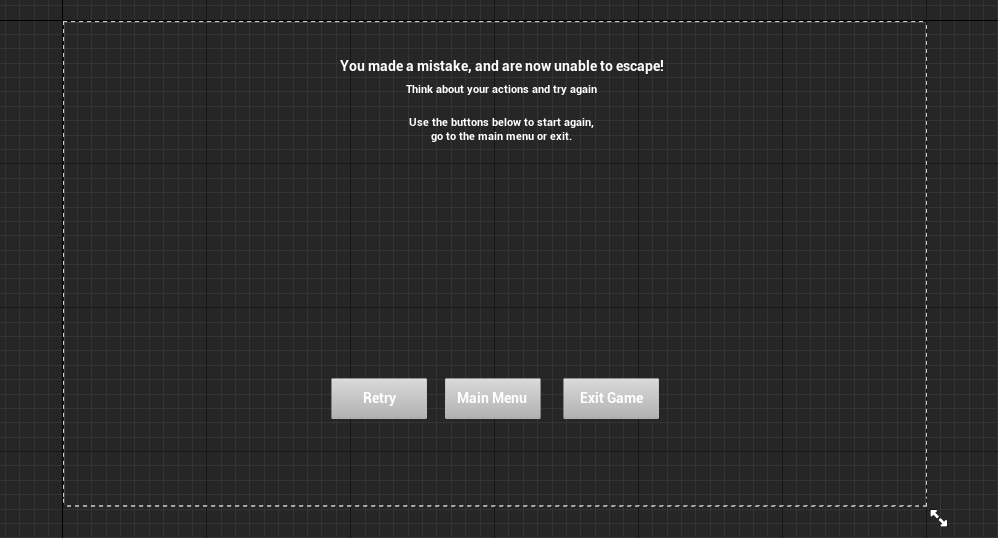 You made a mistake, and are now unable to escape!
Think about your actions and try again
Use the buttons below to start again,
go to the main menu or exit.
Retry
Main Menu
Exit Game